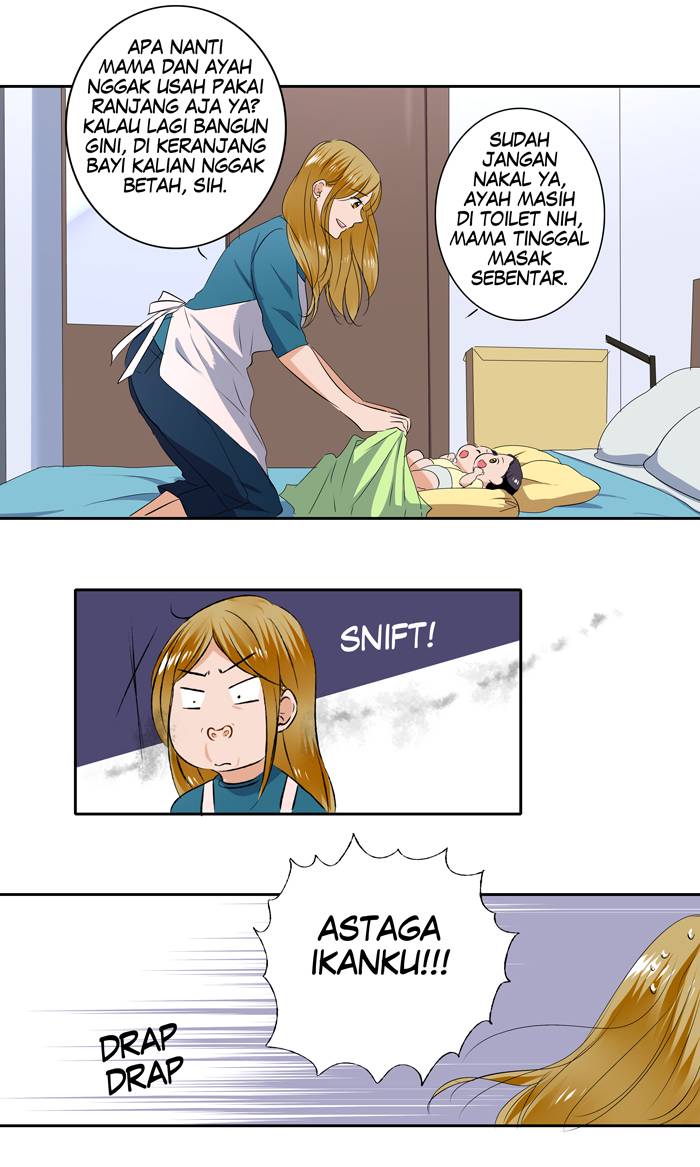 APA NANTI
MAMA DAN AYAH
NGGAK USAH PAKAI
RANJANG AJA YA?
KALAU LAGI BANGUN
GINI, DI KERANJANG
BAYI KALIAN NGGAK
BETAH, SIH.
SUDAH
JANGAN
NAKAL YA,
AYAH MASIH
DI TOILET NIH,
MAMA TINGGAL
MASAK
SEBENTAR.
SNIFT!
ASTAGA
IKANKU!!!
DRAP
DRAP